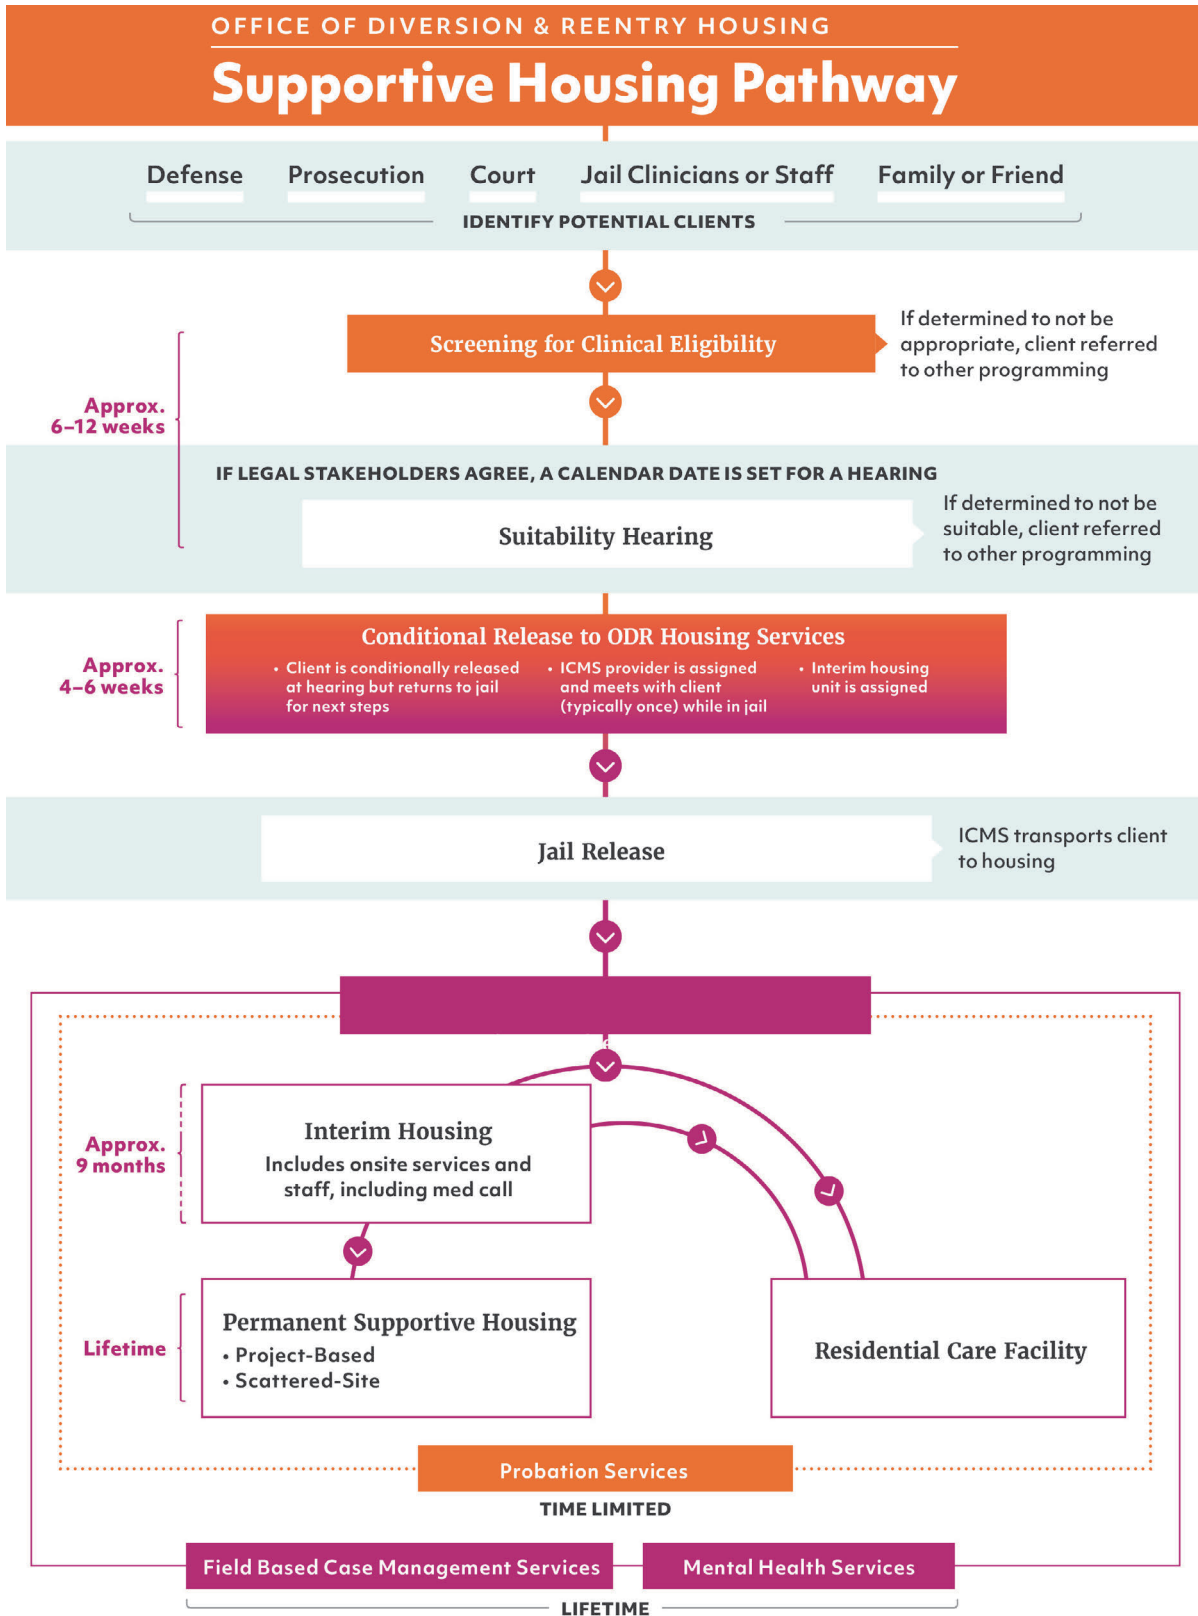 OFFICE OF DIVERSION & REENTRY HOUSING
Supportive Housing Pathway
Defense
Prosecution
Court
Jail Clinicians or Staff
Family or Friend
IDENTIFY POTENTIAL CLIENTS
Screening for Clinical Eligibility
If determined to not be
appropriate, client referred
to other programming
Approx.
6–12 weeks
IF LEGAL STAKEHOLDERS AGREE, A CALENDAR DATE IS SET FOR A HEARING
Suitability Hearing
If determined to not be
suitable, client referred
to other programming
Approx.
4–6 weeks
Conditional Release to ODR Housing Services
• Client is conditionally released
at hearing but returns to jail
for next steps
• ICMS provider is assigned
and meets with client
(typically once) while in jail
• Interim housing
unit is assigned
Jail Release
ICMS transports client
to housing
Approx.
9 months
Interim Housing
Includes onsite services and
staff, including med call
Lifetime
Permanent Supportive Housing
• Project-Based
• Scattered-Site
Residential Care Facility
Probation Services
TIME LIMITED
Field Based Case Management Services
Mental Health Services
LIFETIME